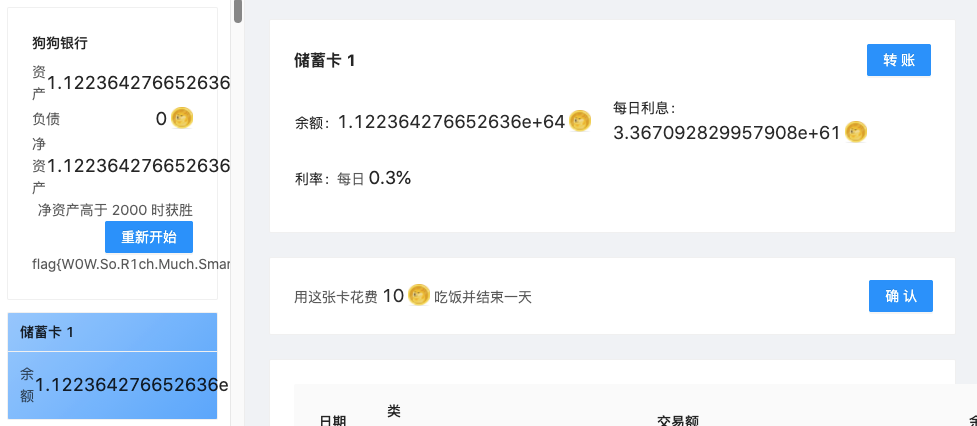 狗狗银行
资产 1.122364276652636
负债 0
净资产 1.122364276652636
净资产高于 2000 时获胜
重新开始
flag{W0W.So.R1ch.Much.Smar
储蓄卡 1
余额 1.122364276652636e
储蓄卡 1
转 账
余额：1.122364276652636e+64
每日利息：
3.367092829957908e+61
利率：每日 0.3%
用这张卡花费 10 吃饭并结束一天
确 认
日期
类
交易额